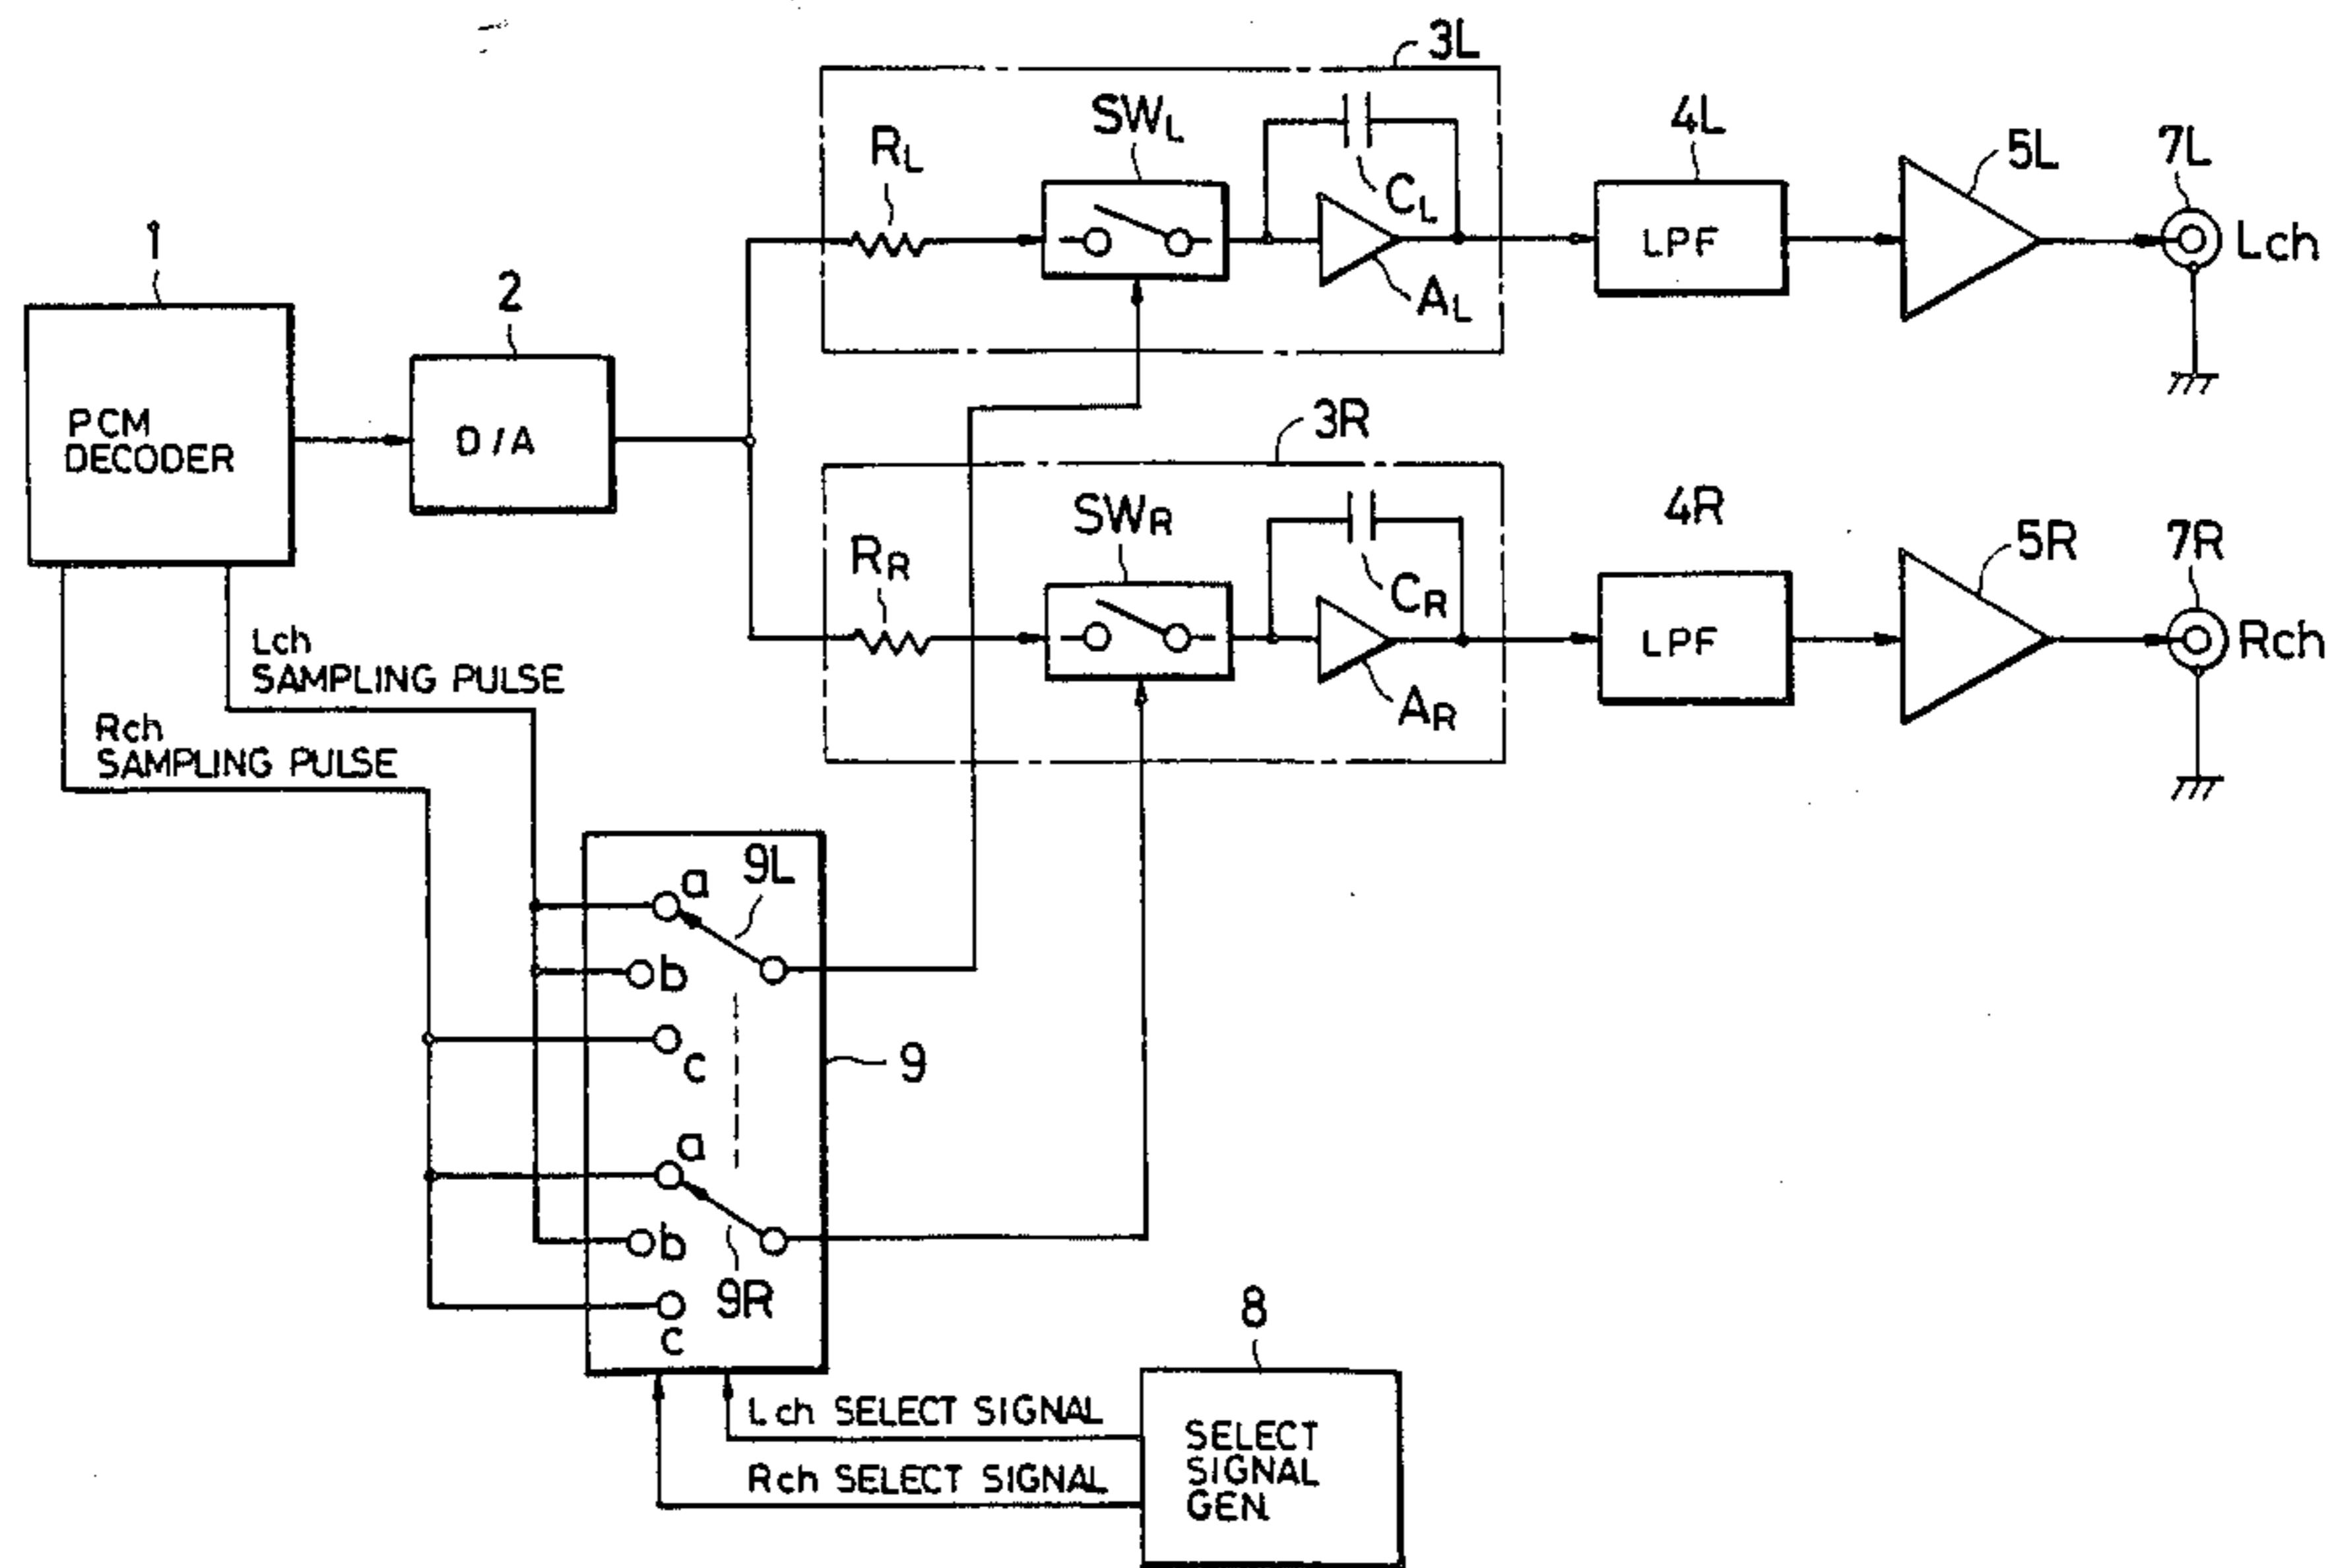 3L
SWL
RL
CL
AL
4L
LPF
5L
7L
Lch
1
PCM
DECODER
2
D/A
3R
SWR
RR
CR
AR
4R
LPF
5R
7R
Rch
Lch
SAMPLING PULSE
Rch
SAMPLING PULSE
a
9L
b
c
9
a
b
9R
c
8
Lch SELECT SIGNAL
Rch SELECT SIGNAL
SELECT
SIGNAL
GEN.